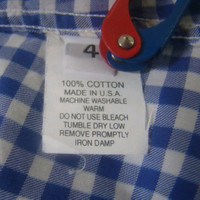 4
100% COTTON
MADE IN U.S.A.
MACHINE WASHABLE
WARM
DO NOT USE BLEACH
TUMBLE DRY LOW
REMOVE PROMPTLY
IRON DAMP